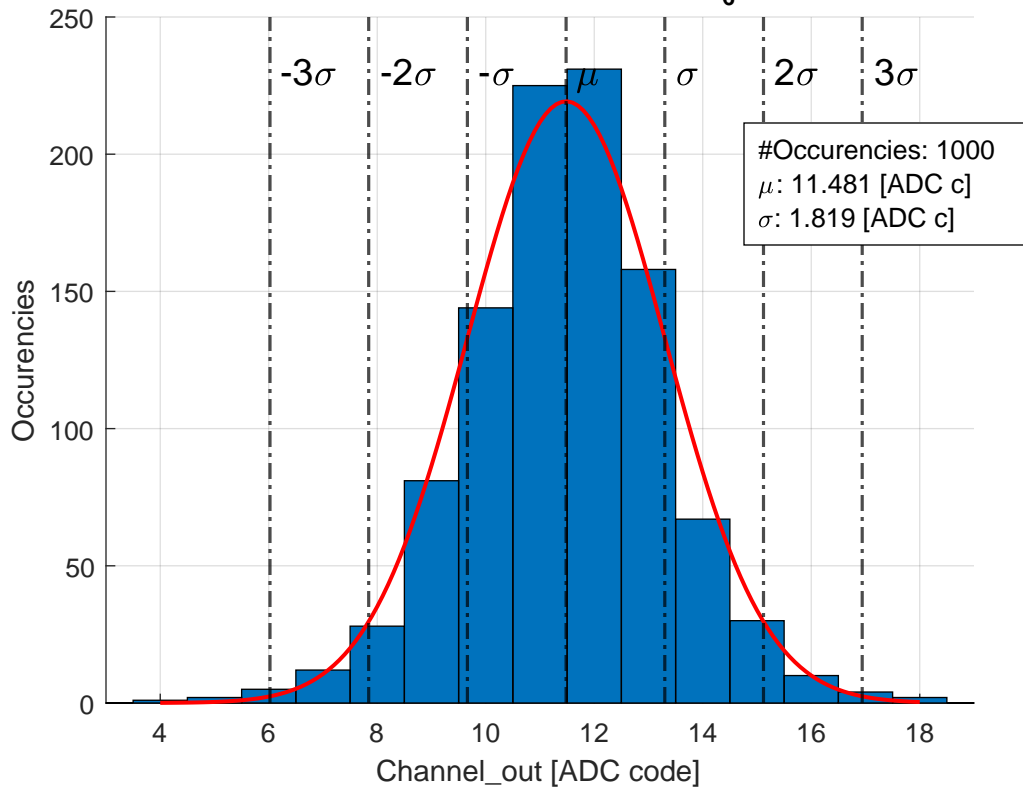 250
-3σ -2σ -σ μ σ 2σ 3σ
#Occurencies: 1000
μ: 11.481 [ADC c]
σ: 1.819 [ADC c]
200
150
100
50
0
Occurencies
4 6 8 10 12 14 16 18
Channel_out [ADC code]